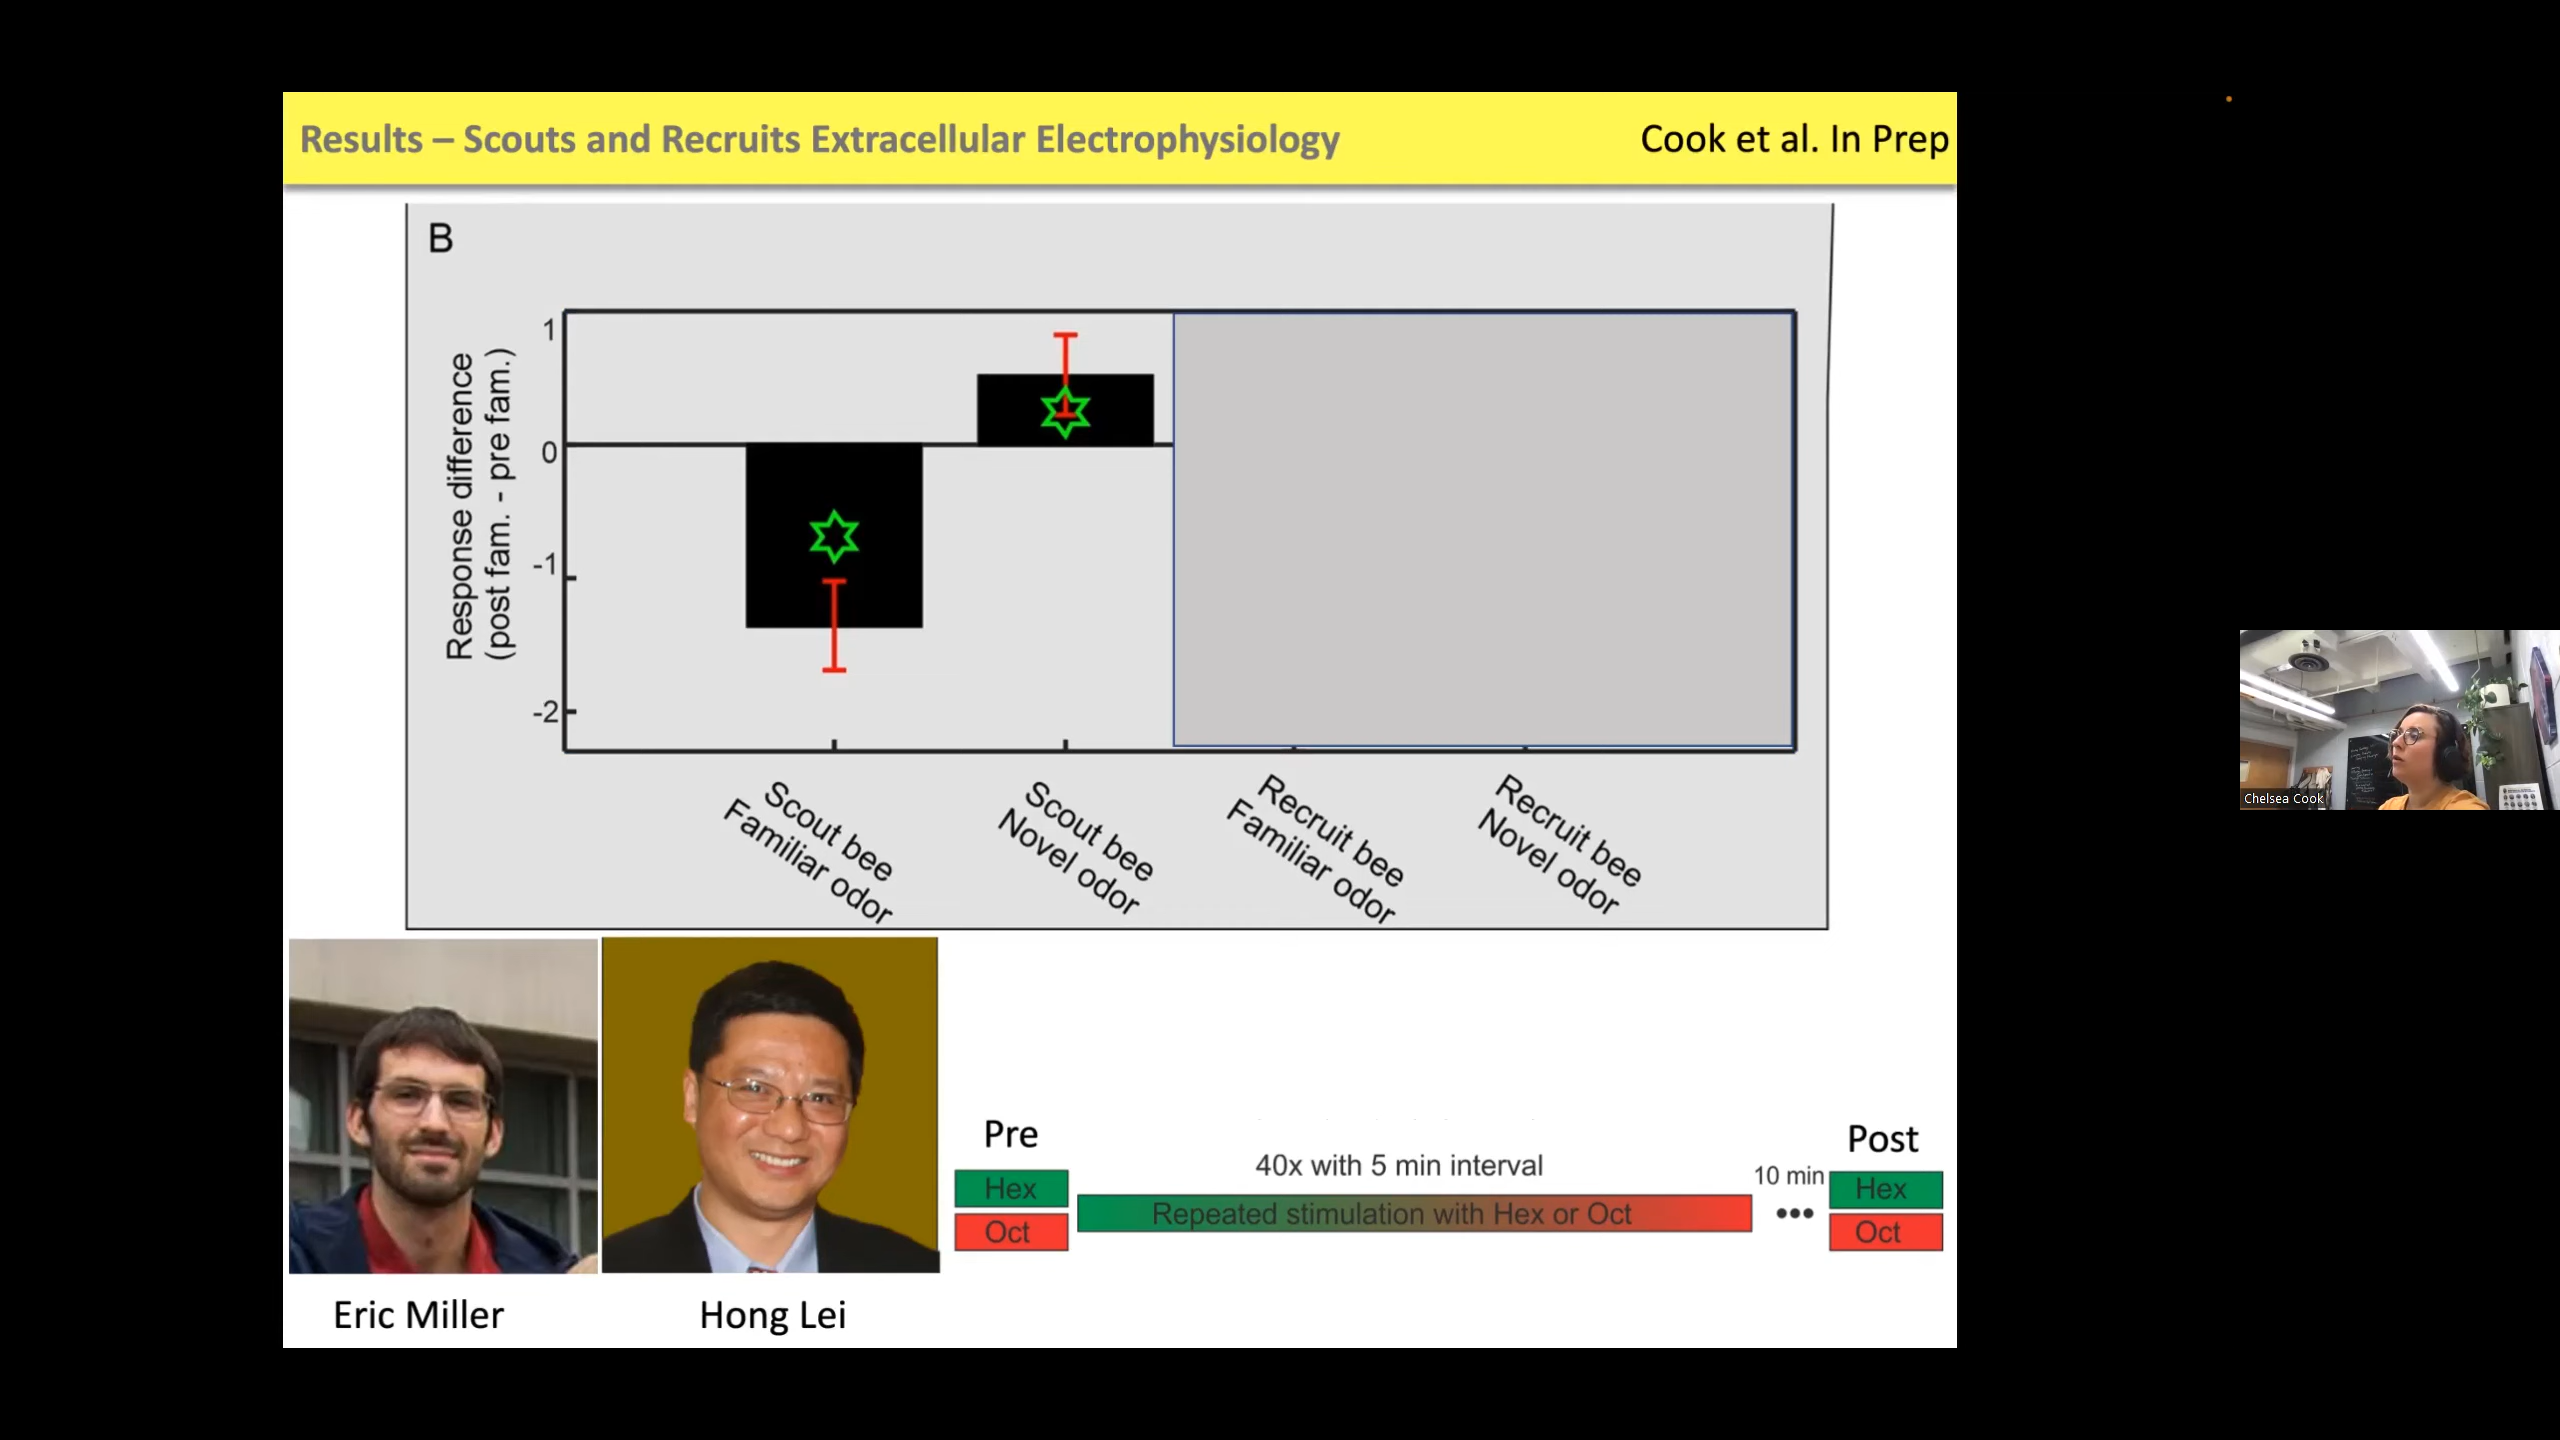 Results – Scouts and Recruits Extracellular Electrophysiology
Cook et al. In Prep
B
Response difference
(post fam. - pre fam.)
1
0
-1
-2
Scout bee
Familiar odor
Scout bee
Novel odor
Recruit bee
Familiar odor
Recruit bee
Novel odor
Pre
Hex
Oct
40x with 5 min interval
Repeated stimulation with Hex or Oct
10 min
•••
Post
Hex
Oct
Eric Miller
Hong Lei
Chelsea Cook